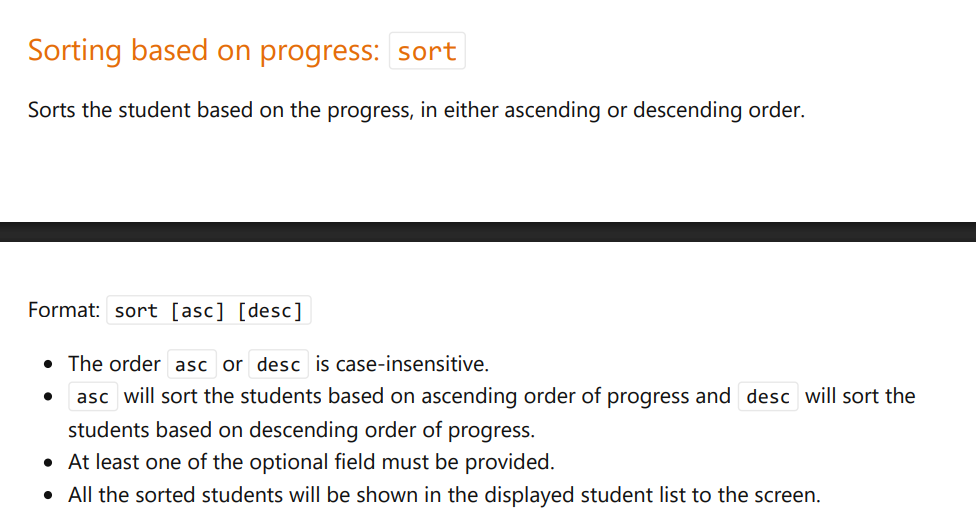 Sorting based on progress: sort
Sorts the student based on the progress, in either ascending or descending order.
Format: sort [asc] [desc]
• The order asc or desc is case-insensitive.
• asc will sort the students based on ascending order of progress and desc will sort the
students based on descending order of progress.
• At least one of the optional field must be provided.
• All the sorted students will be shown in the displayed student list to the screen.